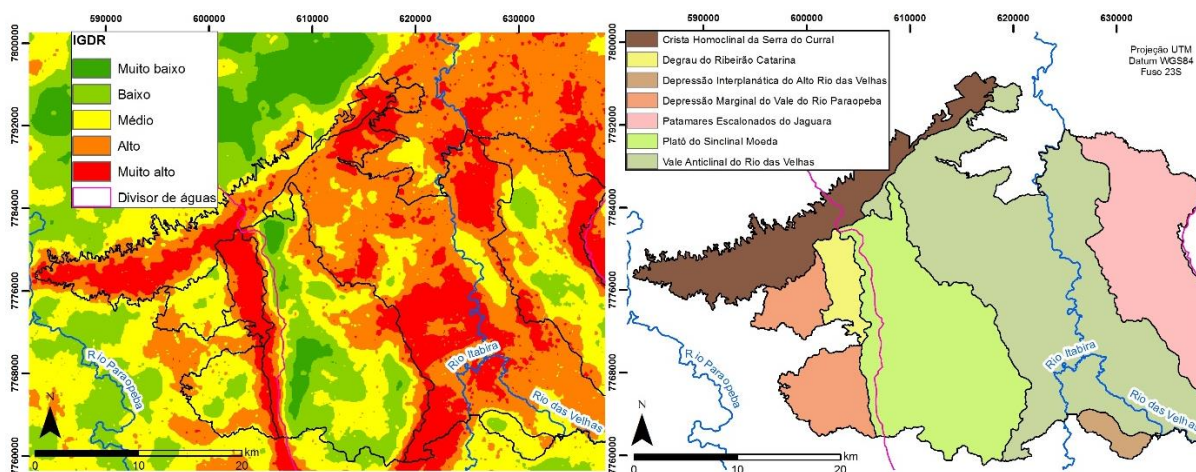 590000 600000 610000 620000 630000
7800000
7792000
7784000
7776000
7768000
7760000
IGDR
Muito baixo
Baixo
Médio
Alto
Muito alto
Divisor de águas
Rio Paraopeba
Rio Itabira
Rio das Velhas
N
km
0 10 20
590000 600000 610000 620000 630000
7800000
7792000
7784000
7776000
7768000
7760000
Crista Homoclinal da Serra do Curral
Degrau do Ribeirão Catarina
Depressão Interplanática do Alto Rio das Velhas
Depressão Marginal do Vale do Rio Paraopeba
Patamares Escalonados do Jaguara
Platô do Sinclinal Moeda
Vale Anticlinal do Rio das Velhas
Projeção UTM
Datum WGS84
Fuso 23S
Rio Paraopeba
Rio Itabira
Rio das Velhas
N
km
0 10 20